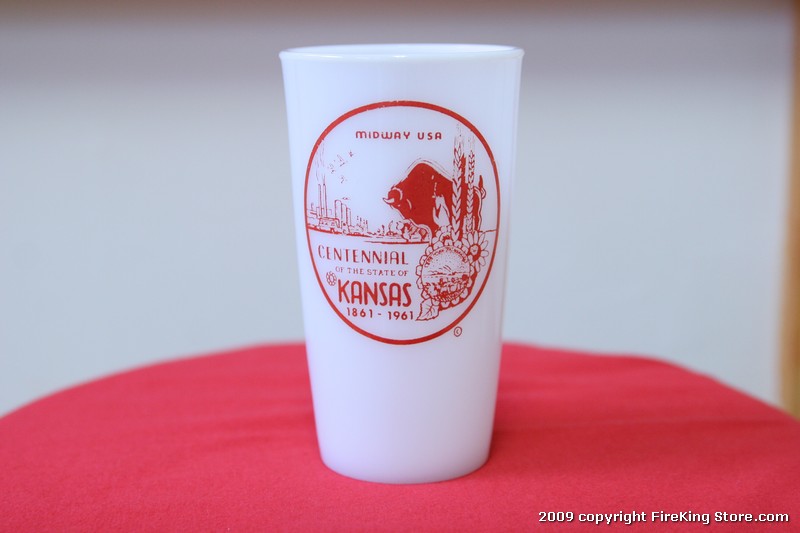 MIDWAY USA
CENTENNIAL
OF THE STATE OF
KANSAS
1861 - 1961
©
2009 copyright FireKing Store.com